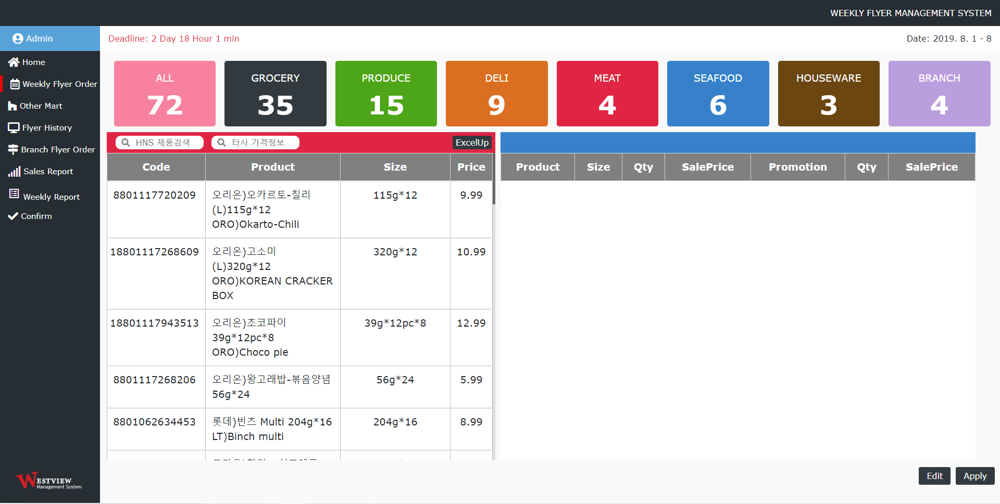 WEEKLY FLYER MANAGEMENT SYSTEM
Admin
Deadline: 2 Day 18 Hour 1 min
Date: 2019. 8. 1 - 8
Home
Weekly Flyer Order
Other Mart
Flyer History
Branch Flyer Order
Sales Report
Weekly Report
Confirm
WESTVIEW
Management System
ALL
72
GROCERY
35
PRODUCE
15
DELI
9
MEAT
4
SEAFOOD
6
HOUSEWARE
3
BRANCH
4
HNS 제품검색
타사 가격정보
ExcelUp
Code Product Size Price
8801117720209 오리온)오카르토-칠리 115g*12 9.99
(L)115g*12
ORO)Okarto-Chili
18801117268609 오리온)고소미 320g*12 10.99
(L)320g*12
ORO)KOREAN CRACKER
BOX
18801117943513 오리온)초코파이 39g*12pc*8 12.99
39g*12pc*8
ORO)Choco pie
8801117268206 오리온)왕고래밥-볶음양념 56g*24 5.99
56g*24
8801062634453 롯데)빈츠 Multi 204g*16 204g*16 8.99
LT)Binch multi
Product Size Qty SalePrice Promotion Qty SalePrice
Edit
Apply